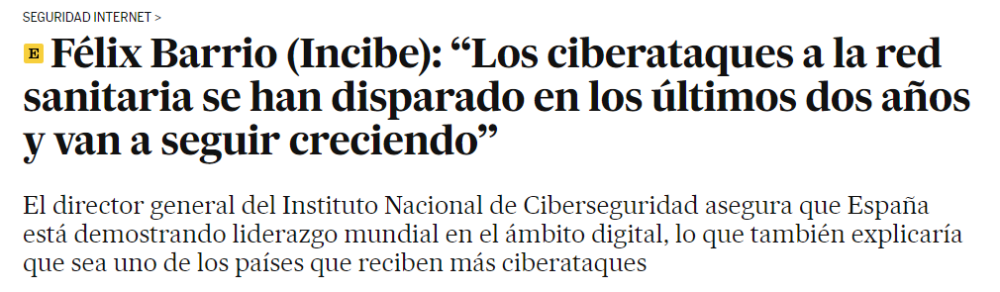 SEGURIDAD INTERNET >
E Félix Barrio (Incibe): “Los ciberataques a la red
sanitaria se han disparado en los últimos dos años
y van a seguir creciendo”
El director general del Instituto Nacional de Ciberseguridad asegura que España
está demostrando liderazgo mundial en el ámbito digital, lo que también explicaría
que sea uno de los países que reciben más ciberataques